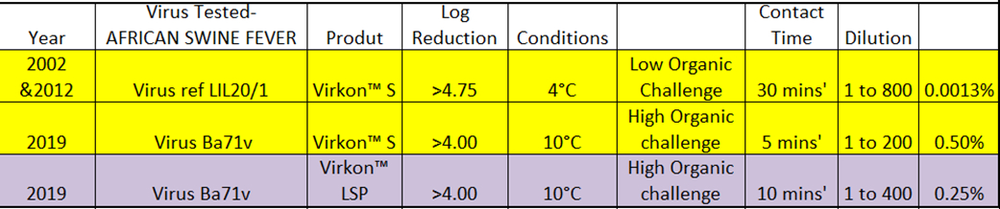 Year	Virus Tested- AFRICAN SWINE FEVER	Produt	Log Reduction	Conditions		Contact Time	Dilution
2002 &2012	Virus ref LIL20/1	Virkon™ S	>4.75	4°C	Low Organic Challenge	30 mins'	1 to 800	0.0013%
2019	Virus Ba71v	Virkon™ S	>4.00	10°C	High Organic challenge	5 mins'	1 to 200	0.50%
2019	Virus Ba71v	Virkon™ LSP	>4.00	10°C	High Organic challenge	10 mins'	1 to 400	0.25%